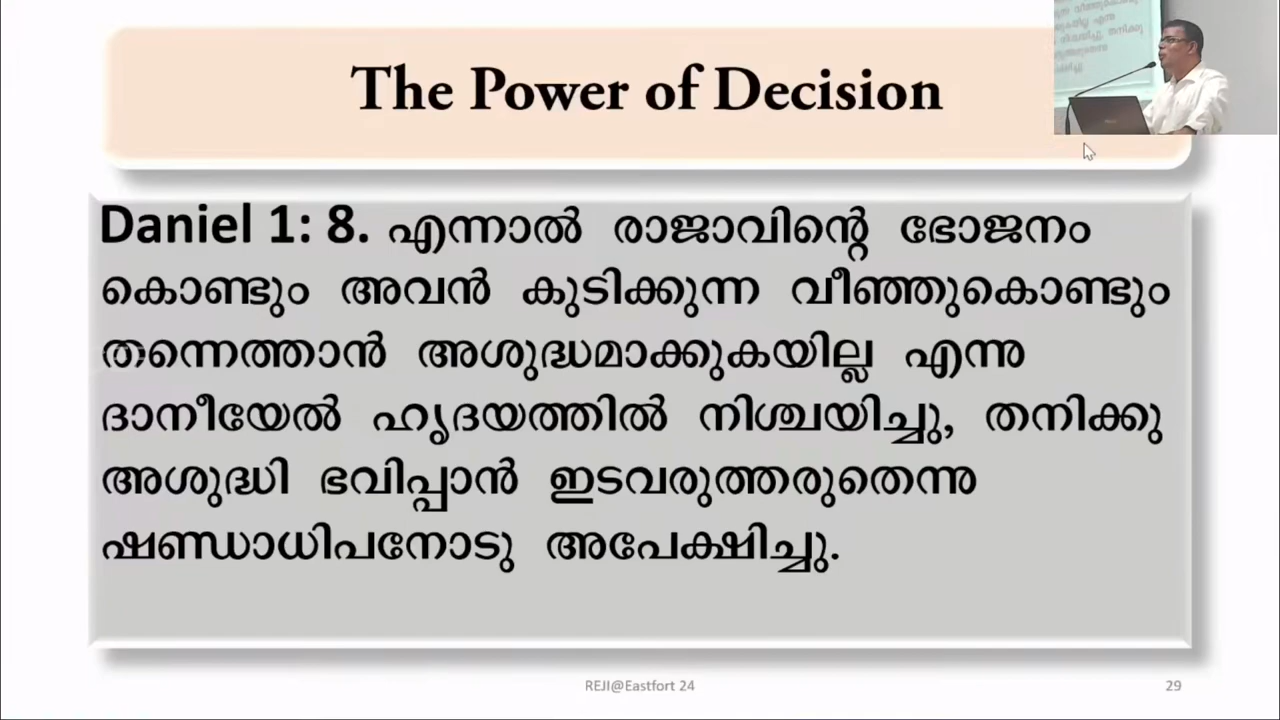 The Power of Decision
Daniel 1: 8. എന്നാൽ രാജാവിന്റെ ഭോജനം
കൊണ്ടും അവൻ കുടിക്കുന്ന വീഞ്ഞുകൊണ്ടും
തന്നെത്താൻ അശുദ്ധമാക്കുകയില്ല എന്നു
ദാനീയേൽ ഹൃദയത്തിൽ നിശ്ചയിച്ചു, തനിക്കു
അശുദ്ധി ഭവിപ്പാൻ ഇടവരുത്തരുതെന്നു
ഷണ്ഡാധിപനോടു അപേക്ഷിച്ചു.
REJI@Eastfort 24
29